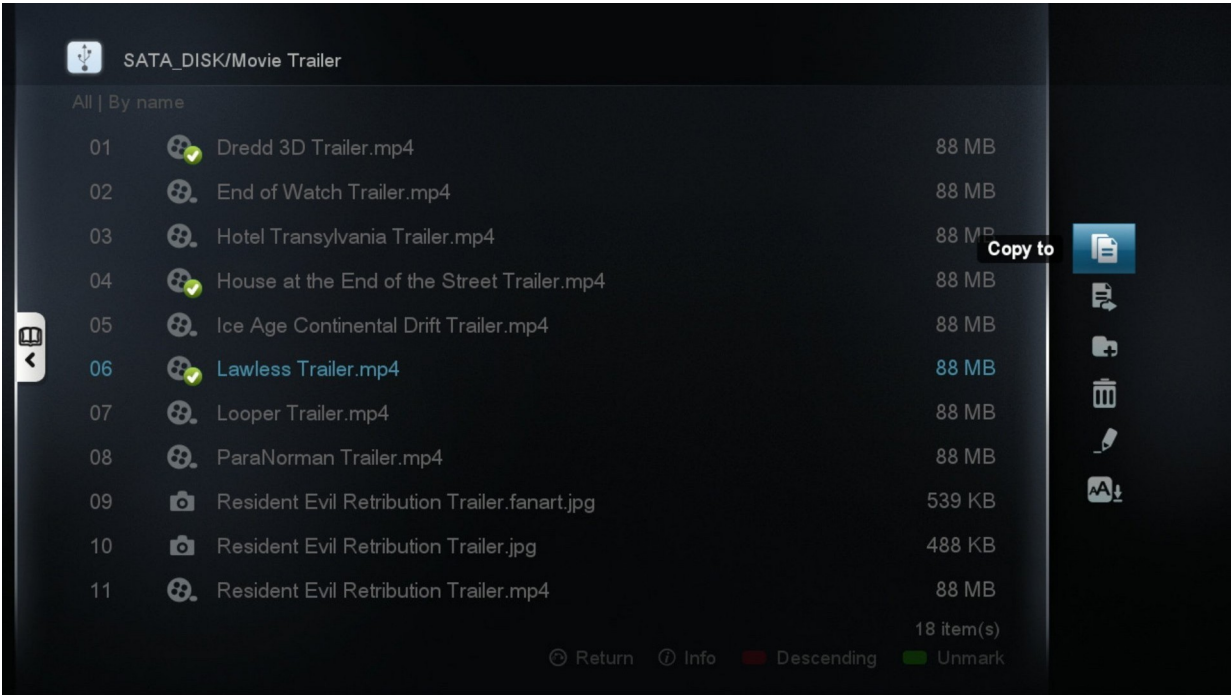 SATA_DISK/Movie Trailer
All | By name
01 Dredd 3D Trailer.mp4 88 MB
02 End of Watch Trailer.mp4 88 MB
03 Hotel Transylvania Trailer.mp4 88 MB
Copy to
04 House at the End of the Street Trailer.mp4 88 MB
05 Ice Age Continental Drift Trailer.mp4 88 MB
06 Lawless Trailer.mp4 88 MB
07 Looper Trailer.mp4 88 MB
08 ParaNorman Trailer.mp4 88 MB
09 Resident Evil Retribution Trailer.fanart.jpg 539 KB
10 Resident Evil Retribution Trailer.jpg 488 KB
11 Resident Evil Retribution Trailer.mp4 88 MB
18 item(s)
Return Info Descending Unmark